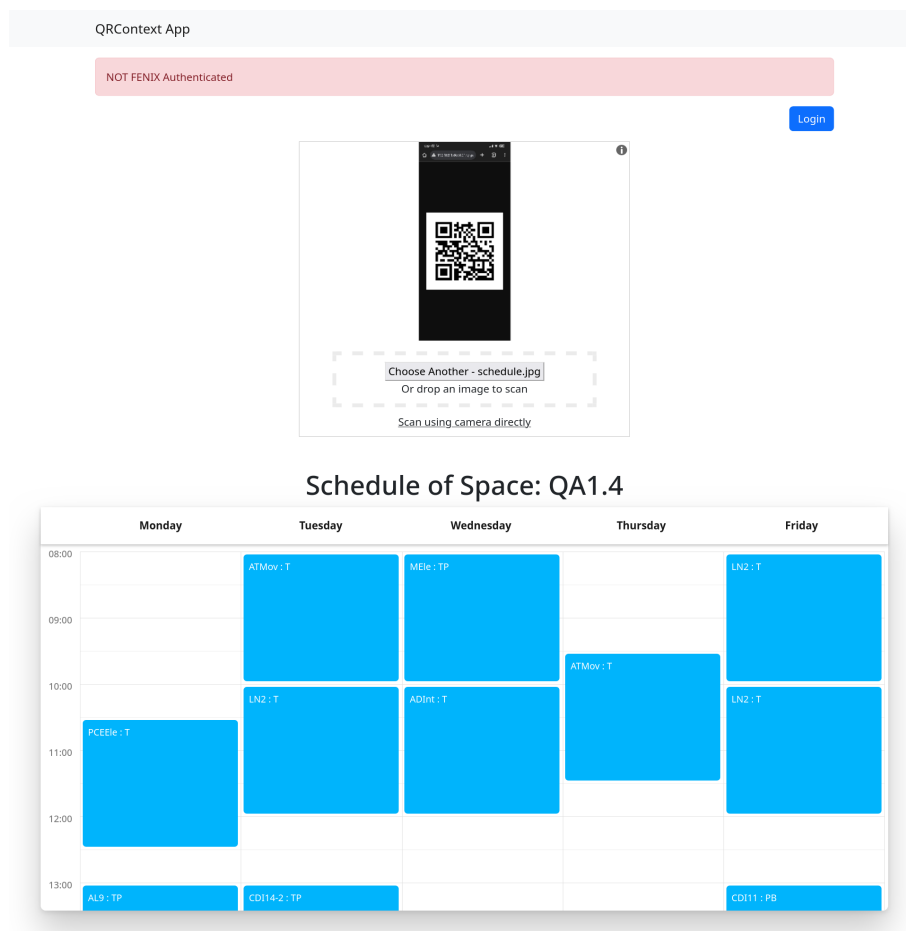 QRContext App
NOT FENIX Authenticated
Login
Choose Another - schedule.jpg
Or drop an image to scan
Scan using camera directly
Schedule of Space: QA1.4
Monday Tuesday Wednesday Thursday Friday
08:00
ATMov : T MEle : TP LN2 : T
09:00
ATMov : T
10:00
LN2 : T ADInt : T LN2 : T
PCEEle : T
11:00
12:00
13:00
AL9 : TP CDI14-2 : TP CDI11 : PB